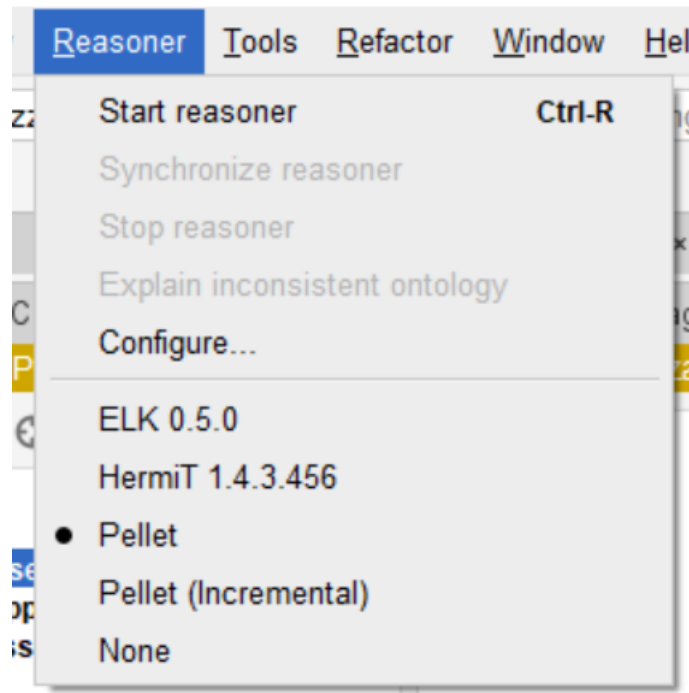 Reasoner Tools Refactor Window
Start reasoner Ctrl-R
Synchronize reasoner
Stop reasoner
Explain inconsistent ontology
Configure...
ELK 0.5.0
HermiT 1.4.3.456
Pellet
Pellet (Incremental)
None